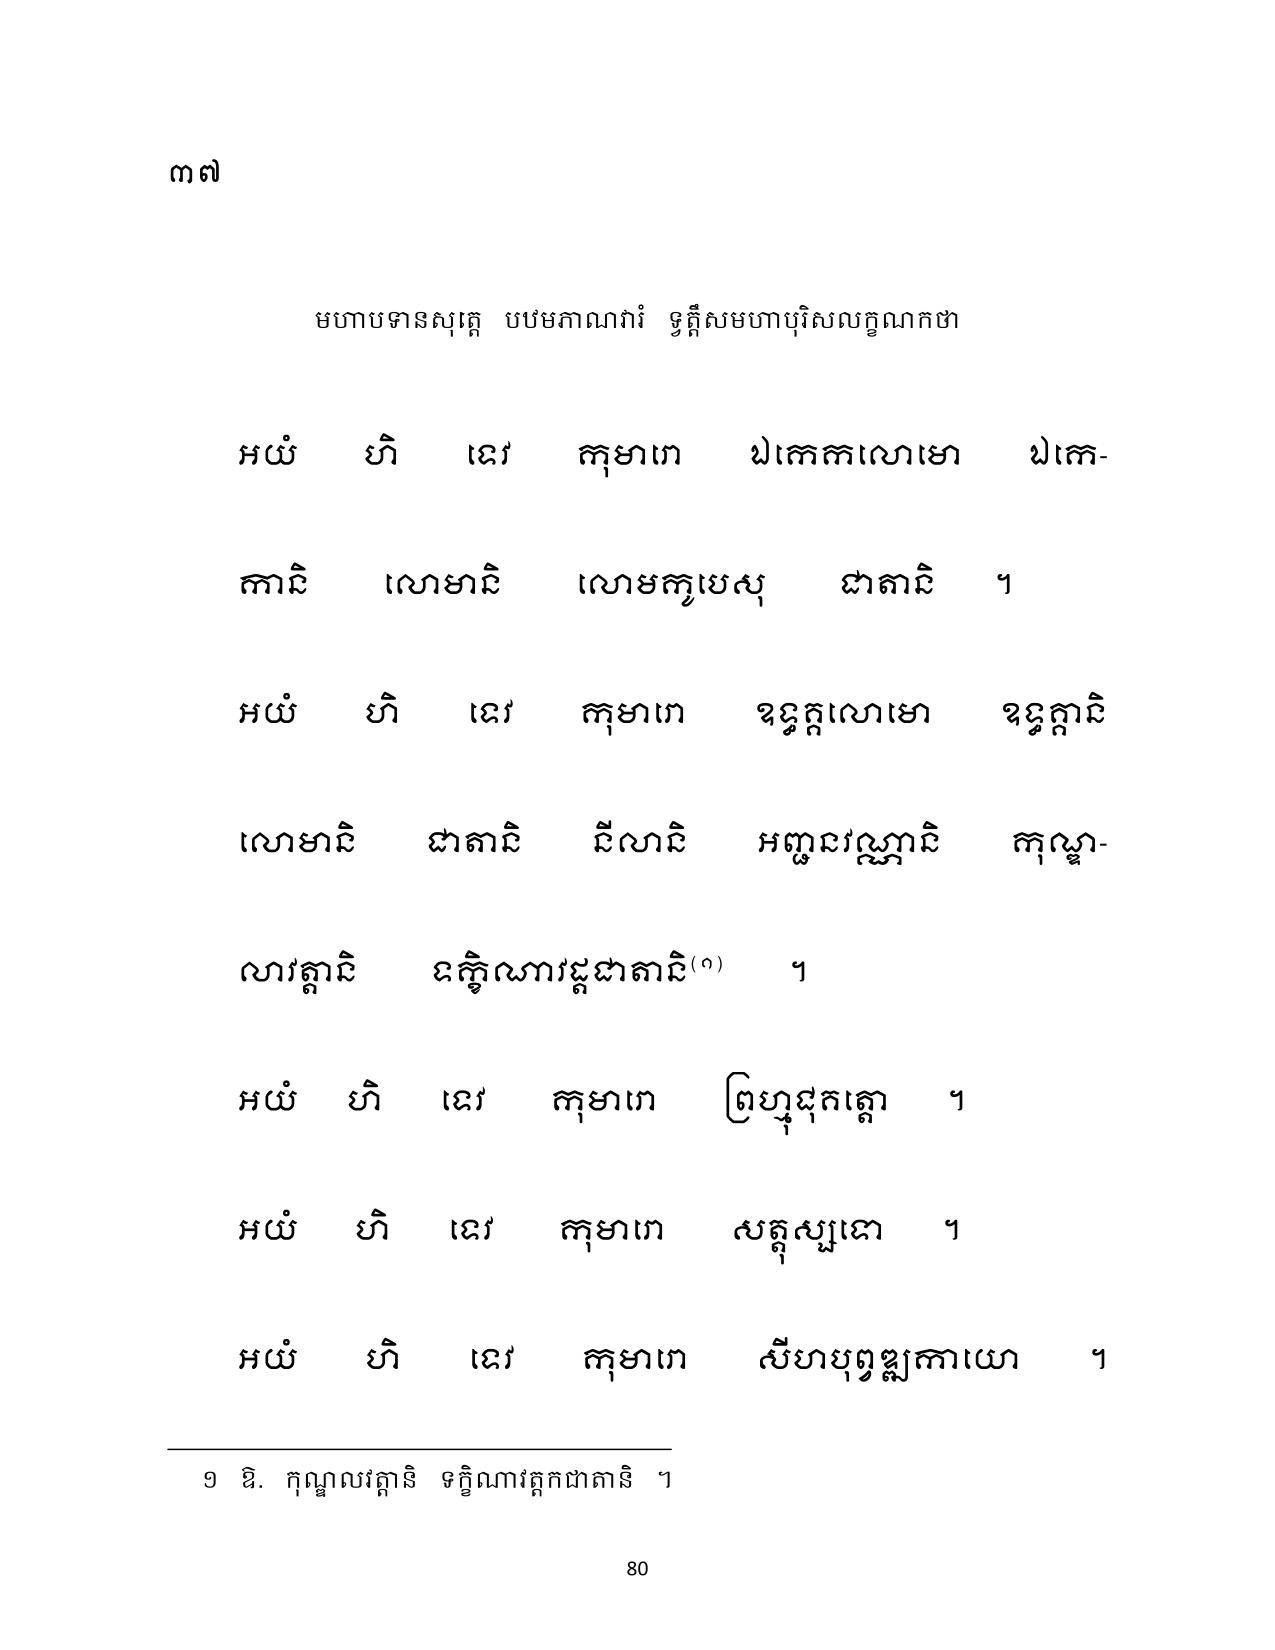 ៣៧
មហាបទានសុត្តេ បឋមភាណវារំ ទ្វត្តឹសមហាបុរិសលក្ខណកថា
អយំ ហិ ទេវ កុមារោ ឯកេកលោមោ ឯកេ-
កានិ លោមានិ លោមកូបេសុ ជាតានិ ។
អយំ ហិ ទេវ កុមារោ ឧទ្ធគ្គលោមោ ឧទ្ធគ្គានិ
លោមានិ ជាតានិ នីលានិ អញ្ជនវណ្ណានិ កុណ្ឌ-
លាវត្តានិ ទក្ខិណាវដ្តជាតានិ(១) ។
អយំ ហិ ទេវ កុមារោ ព្រហ្មុជុគត្តោ ។
អយំ ហិ ទេវ កុមារោ សត្តុស្សទោ ។
អយំ ហិ ទេវ កុមារោ សីហបុព្វឌ្ឍកាយោ ។
១ ឱ. កុណ្ឌលវត្តានិ ទក្ខិណាវត្តកជាតានិ ។
80